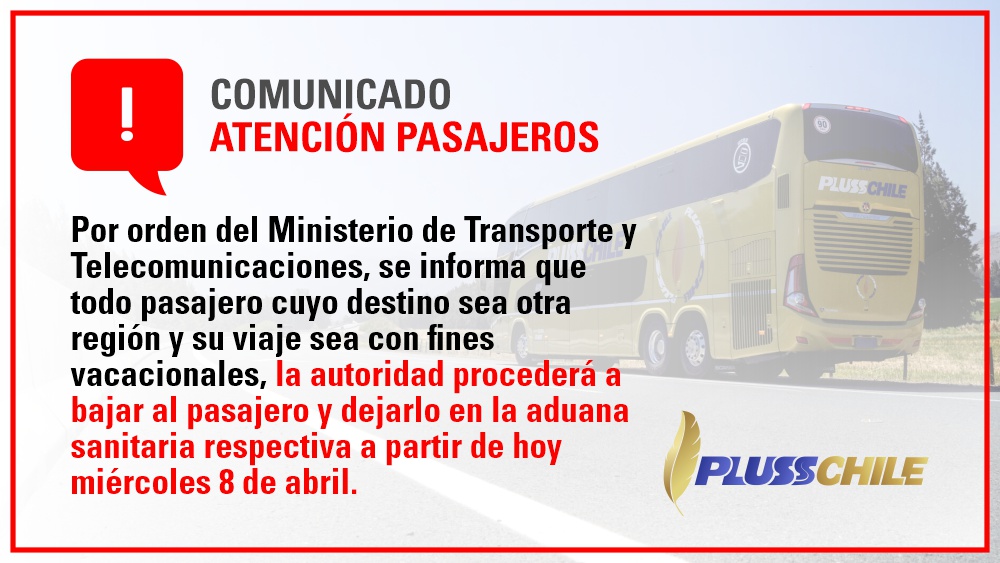 !
COMUNICADO
ATENCIÓN PASAJEROS
Por orden del Ministerio de Transporte y
Telecomunicaciones, se informa que
todo pasajero cuyo destino sea otra
región y su viaje sea con fines
vacacionales, la autoridad procederá a
bajar al pasajero y dejarlo en la aduana
sanitaria respectiva a partir de hoy
miércoles 8 de abril.
90
PLUSSCHILE
PLUSSCHILE